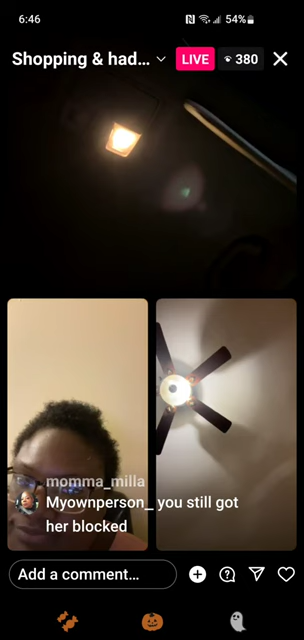 6:46 54%
Shopping & had... LIVE 380
momma_milla
Myownperson_ you still got
her blocked
Add a comment...